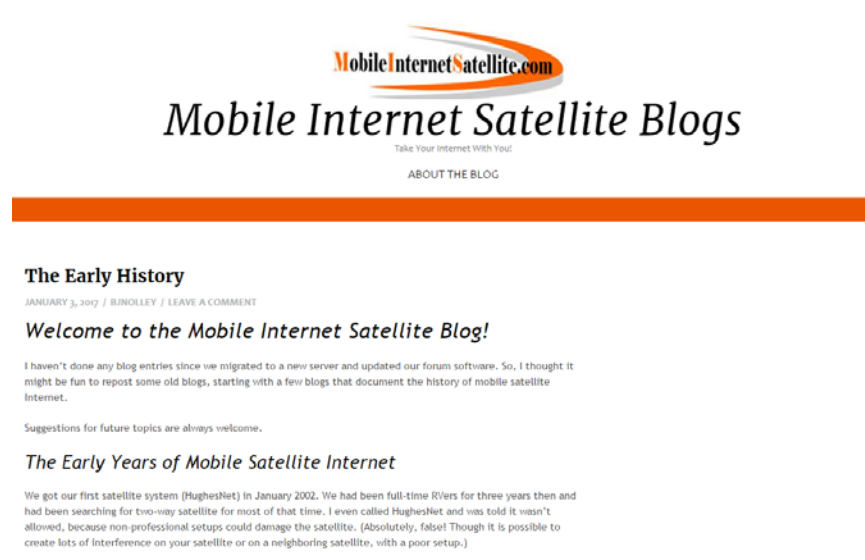 MobileInternetSatellite.com
Mobile Internet Satellite Blogs
Take Your Internet With You!
ABOUT THE BLOG
The Early History
JANUARY 3, 2017 / BJNOLLEY / LEAVE A COMMENT
Welcome to the Mobile Internet Satellite Blog!
I haven't done any blog entries since we migrated to a new server and updated our forum software. So, I thought it
might be fun to repost some old blogs, starting with a few blogs that document the history of mobile satellite
Internet.
Suggestions for future topics are always welcome.
The Early Years of Mobile Satellite Internet
We got our first satellite system (HughesNet) in January 2002. We had been full-time RVers for three years then and
had been searching for two-way satellite for most of that time. I even called HughesNet and was told it wasn't
allowed, because non-professional setups could damage the satellite. (Absolutely, false! Though it is possible to
create lots of interference on your satellite or on a neighboring satellite, with a poor setup.)